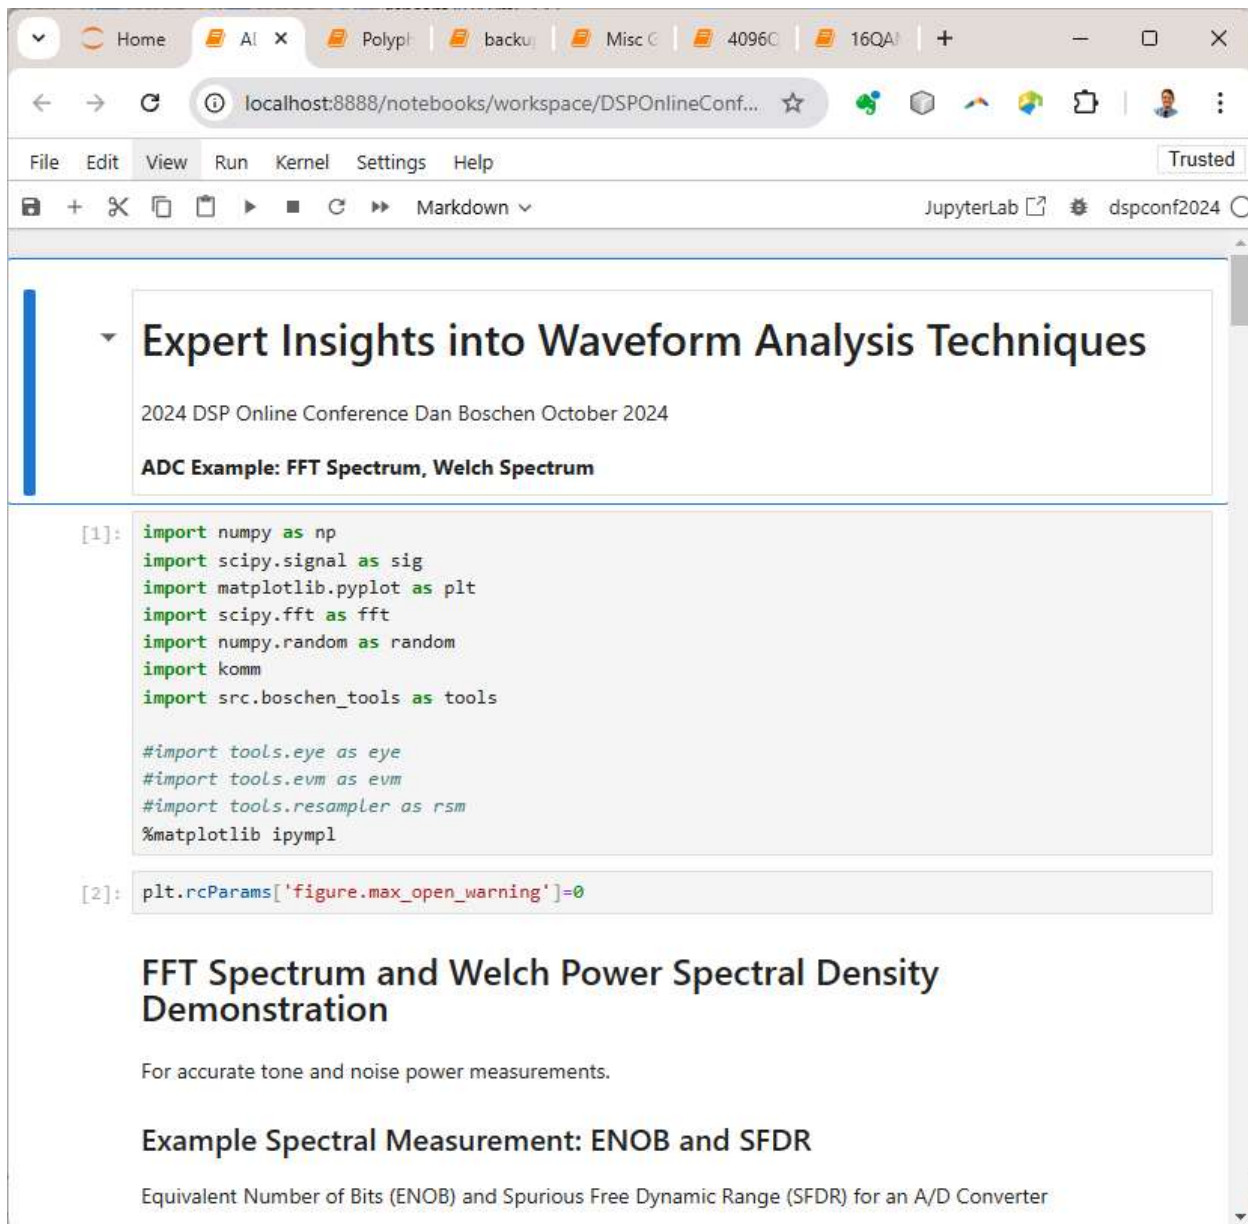 Home
Polyph
backu
Misc
4096
16QA
localhost:8888/notebooks/workspace/DSPOnlineConf...
File Edit View Run Kernel Settings Help Trusted
Markdown JupyterLab dspconf2024
Expert Insights into Waveform Analysis Techniques
2024 DSP Online Conference Dan Boschen October 2024
ADC Example: FFT Spectrum, Welch Spectrum
[1]: import numpy as np
import scipy.signal as sig
import matplotlib.pyplot as plt
import scipy.fft as fft
import numpy.random as random
import komm
import src.boschen_tools as tools
#import tools.eye as eye
#import tools.evm as evm
#import tools.resampler as rsm
%matplotlib ipympl
[2]: plt.rcParams['figure.max_open_warning']=0
FFT Spectrum and Welch Power Spectral Density
Demonstration
For accurate tone and noise power measurements.
Example Spectral Measurement: ENOB and SFDR
Equivalent Number of Bits (ENOB) and Spurious Free Dynamic Range (SFDR) for an A/D Converter